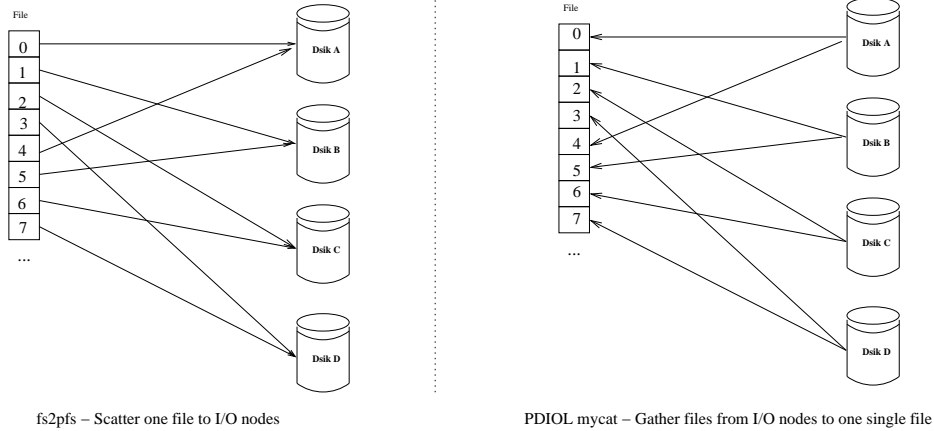 File
0
1
2
3
4
5
6
7
...
Dsik A
Dsik B
Dsik C
Dsik D
fs2pfs – Scatter one file to I/O nodes
File
0
1
2
3
4
5
6
7
...
Dsik A
Dsik B
Dsik C
Dsik D
PDIOL mycat – Gather files from I/O nodes to one single file